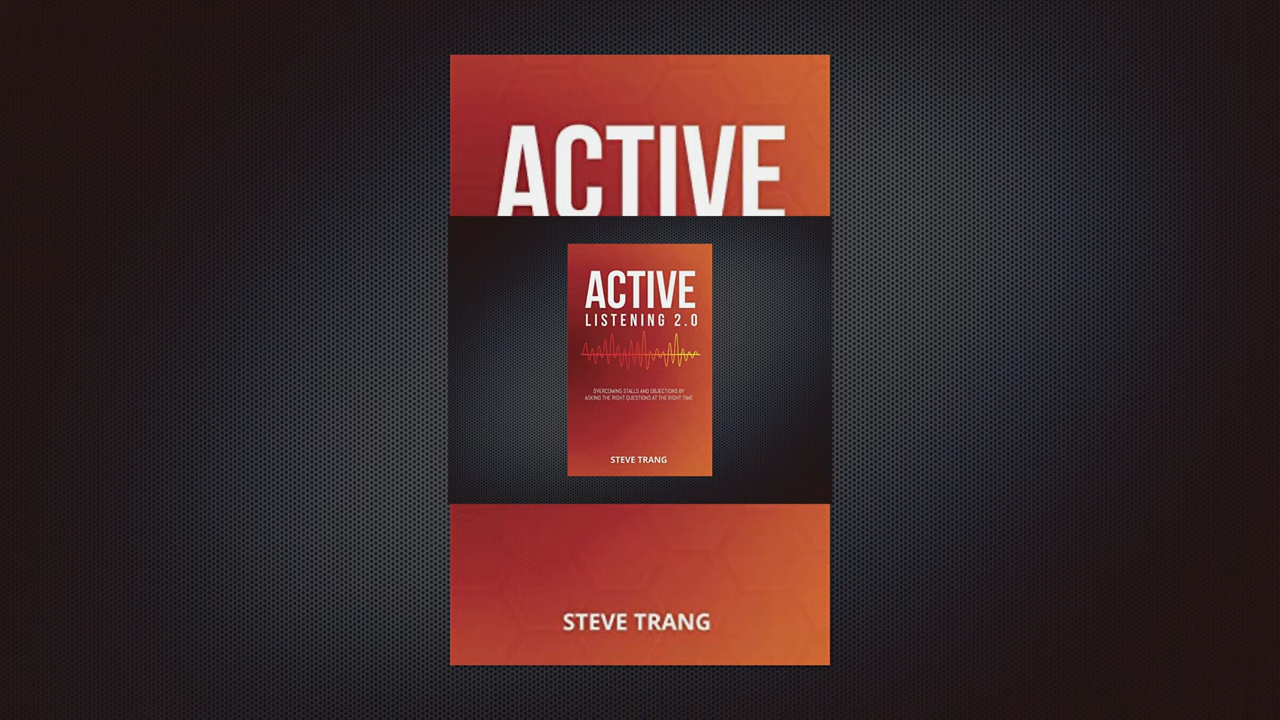 ACTIVE
ACTIVE
LISTENING 2.0
OVERCOMING STALLS AND OBJECTIONS BY
ASKING THE RIGHT QUESTIONS AT THE RIGHT TIME
STEVE TRANG
STEVE TRANG